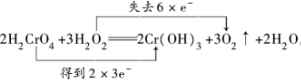 失去6×e⁻
2H₂CrO₄+3H₂O₂══2Cr(OH)₃+3O₂↑+2H₂O,
得到2×3e⁻